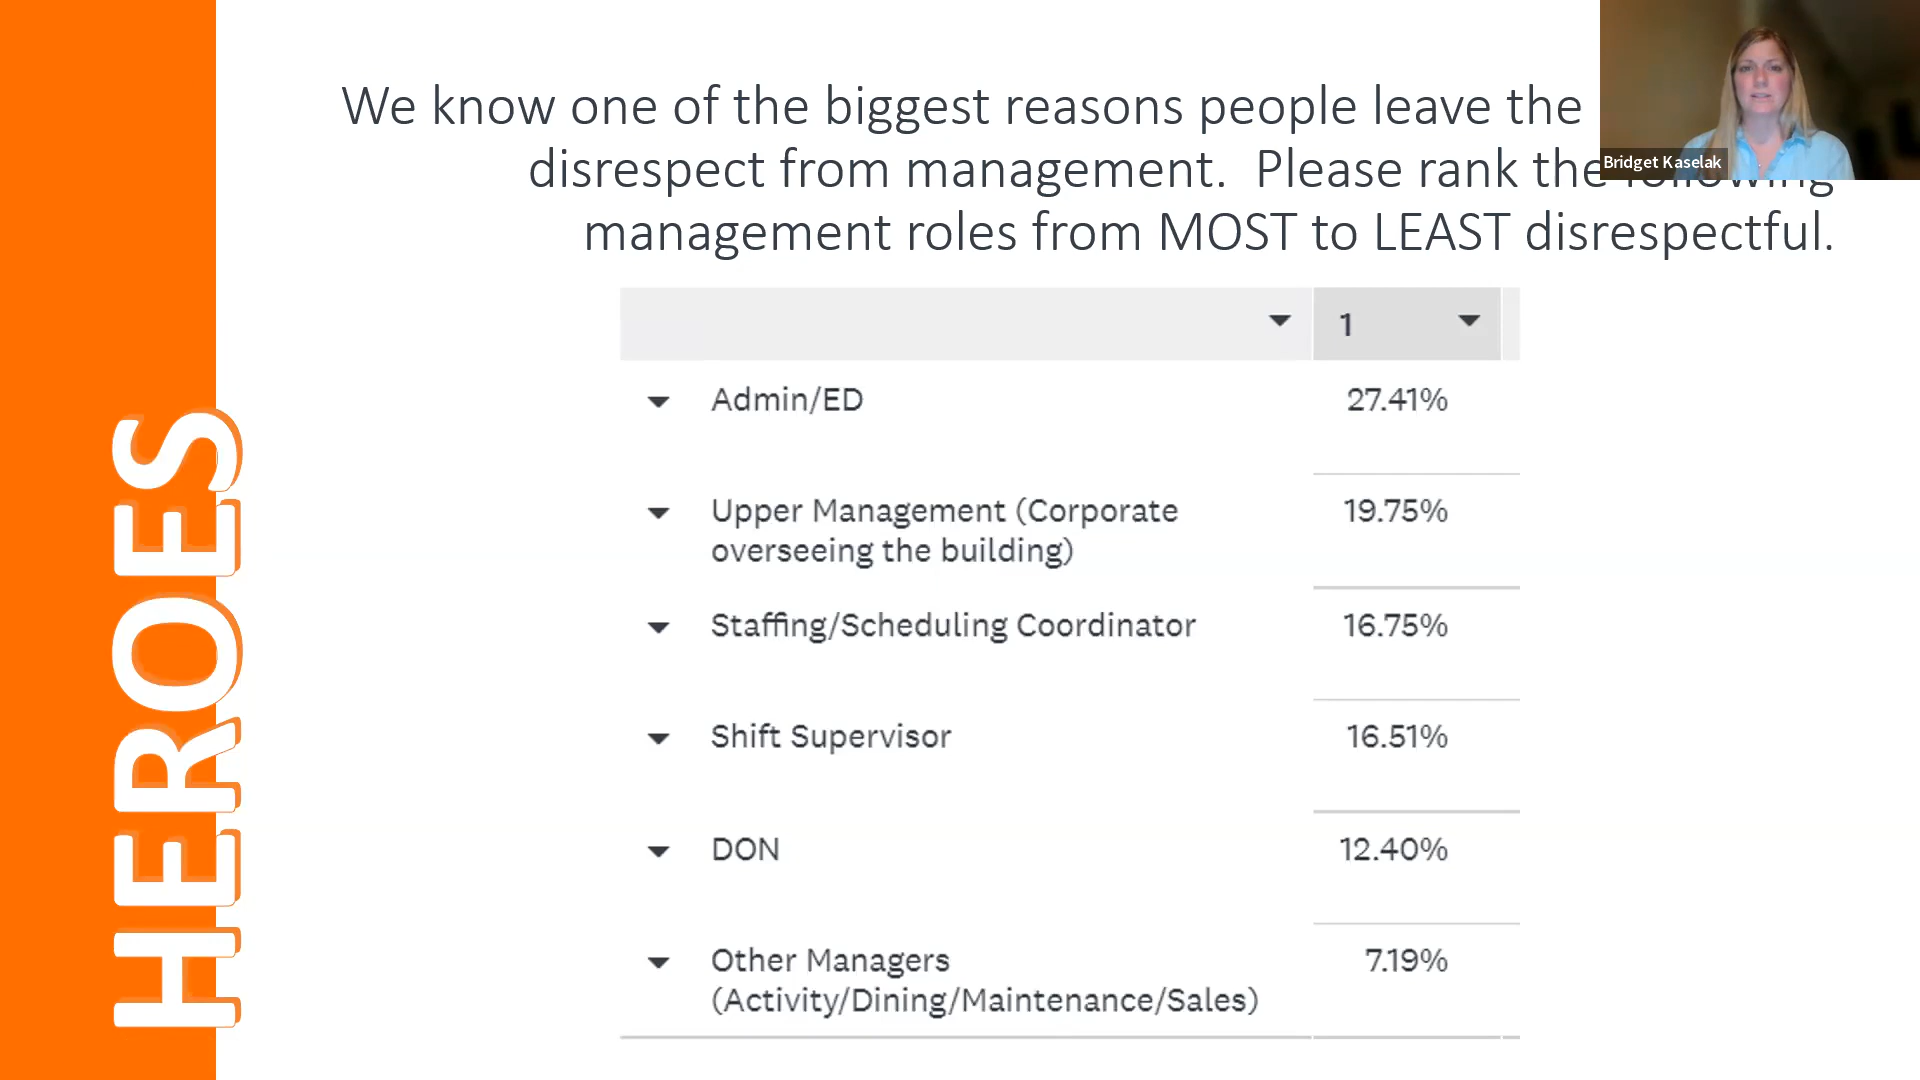 We know one of the biggest reasons people leave the
disrespect from management. Please rank the following
management roles from MOST to LEAST disrespectful.
Bridget Kaselak
1
Admin/ED 27.41%
Upper Management (Corporate 19.75%
overseeing the building)
Staffing/Scheduling Coordinator 16.75%
Shift Supervisor 16.51%
DON 12.40%
Other Managers 7.19%
(Activity/Dining/Maintenance/Sales)
HEROES